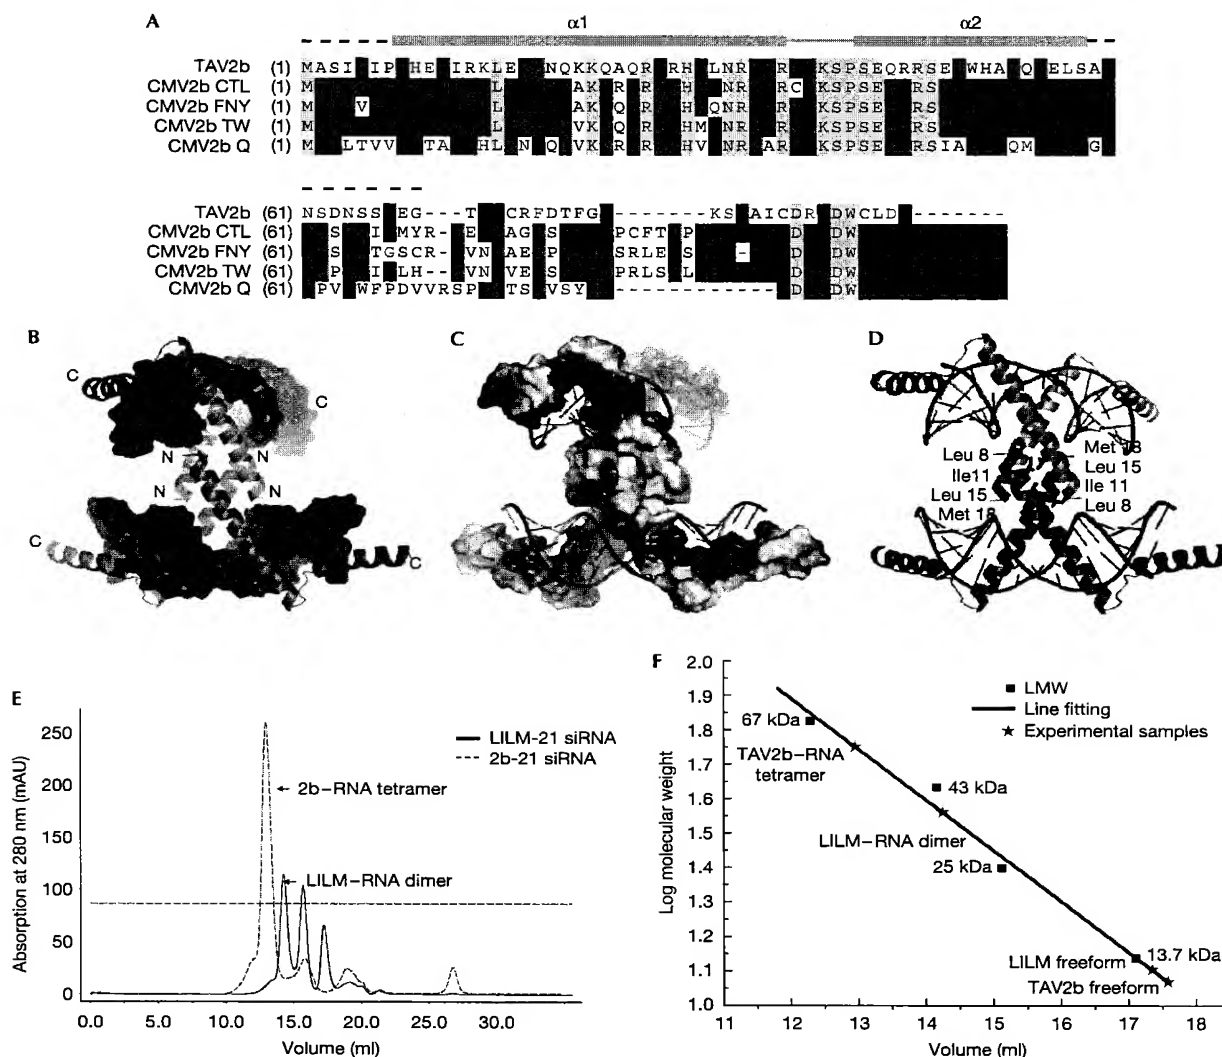 A
α1
α2
TAV2b (1) MASI IP HE IRKLE NQKKQAQR RH LNR R KSPSEQRRSE WHA Q ELSA
CMV2b CTL (1) M L AK R R H NR RC KSPSE RS
CMV2b FNY (1) M V L AK Q R H QNR R KSPSE RS
CMV2b TW (1) M L VK Q R HM NR R KSPSE RS
CMV2b Q (1) M LTVV TA HL N Q VK R R HV NR AR KSPSE RSIA QM G
TAV2b (61) NSDNSS EG---T CRFDTFG -------KS AICDR DWCLD -------
CMV2b CTL (61) S I MYR- E AG S PCFT P D DW
CMV2b FNY (61) S TGSCR- VN AE P SRLE S - D DW
CMV2b TW (61) P I LH-- VN VE S PRLS L D DW
CMV2b Q (61) PV WFPDVVRSP TS VSY ------------D DW
B
C
C
N N
N N
C
C
C
D
Leu 8
Ile11
Leu 15
Met 18
Met 18
Leu 15
Ile 11
Leu 8
E
Absorption at 280 nm (mAU)
250
200
150
100
50
0
0.0 5.0 10.0 15.0 20.0 25.0 30.0
Volume (ml)
LILM-21 siRNA
2b-21 siRNA
2b-RNA tetramer
LILM–RNA dimer
F
Log molecular weight
2.0
1.9
1.8
1.7
1.6
1.5
1.4
1.3
1.2
1.1
1.0
11 12 13 14 15 16 17 18
Volume (ml)
LMW
Line fitting
Experimental samples
67 kDa
TAV2b–RNA
tetramer
43 kDa
LILM–RNA dimer
25 kDa
13.7 kDa
LILM freeform
TAV2b freeform